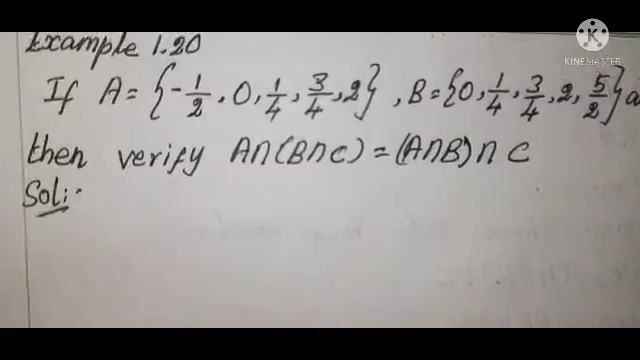 Example 1.20
If A = {-1/2, 0, 1/4, 3/4, 2}, B = {0, 1/4, 3/4, 2, 5/2} a
then verify A∩(B∩C) = (A∩B)∩C
Sol:-
K
KINEMASTER